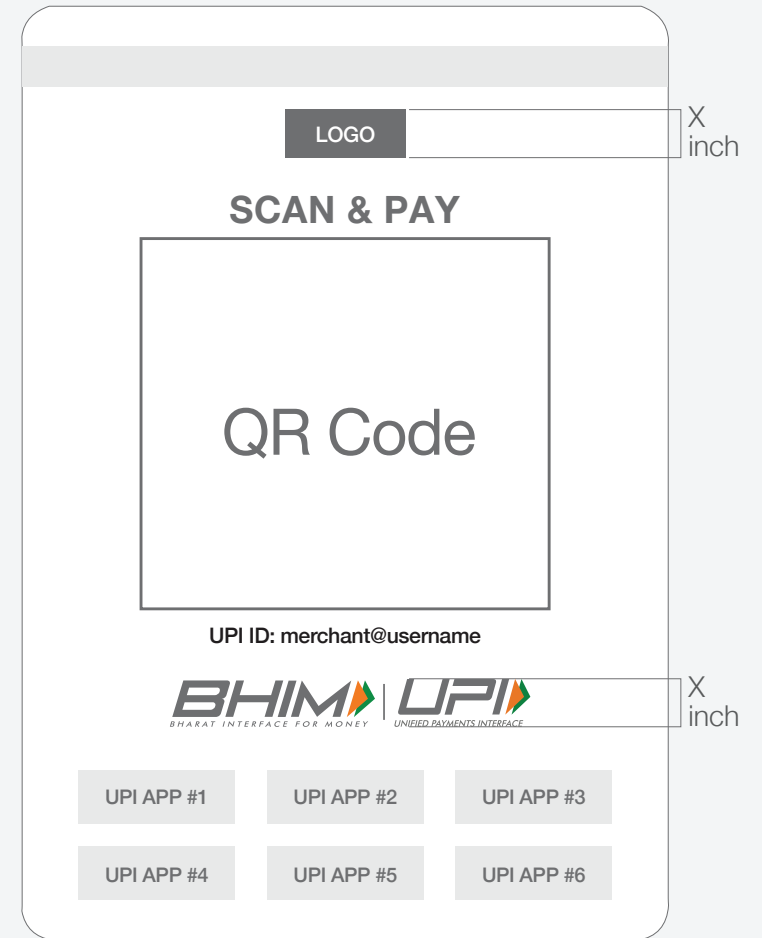 LOGO
X
inch
SCAN & PAY
QR Code
UPI ID: merchant@username
BHIM UPI
BHARAT INTERFACE FOR MONEY UNIFIED PAYMENTS INTERFACE
X
inch
UPI APP #1 UPI APP #2 UPI APP #3
UPI APP #4 UPI APP #5 UPI APP #6